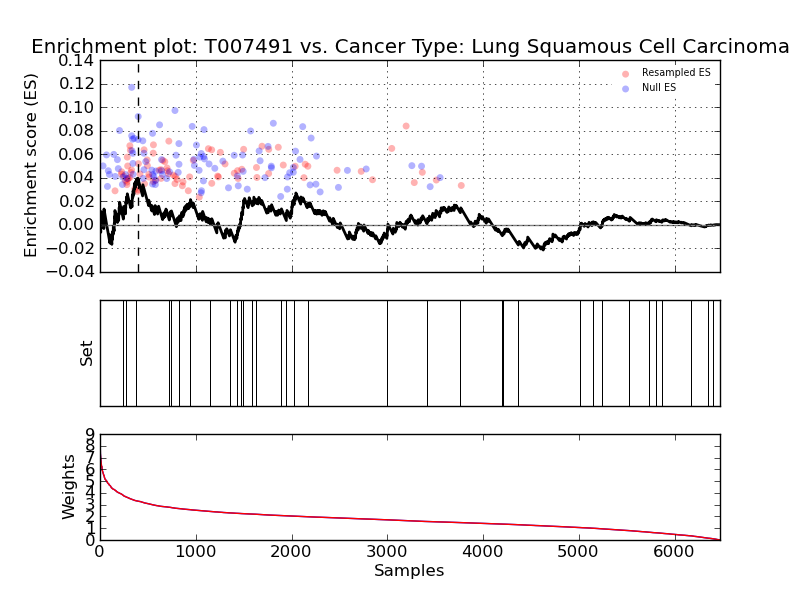 Enrichment plot: T007491 vs. Cancer Type: Lung Squamous Cell Carcinoma
0.14
0.12
0.10
0.08
0.06
0.04
0.02
0.00
−0.02
−0.04
Enrichment score (ES)
Resampled ES
Null ES
Set
9
8
7
6
5
4
3
2
1
0
Weights
0 1000 2000 3000 4000 5000 6000
Samples